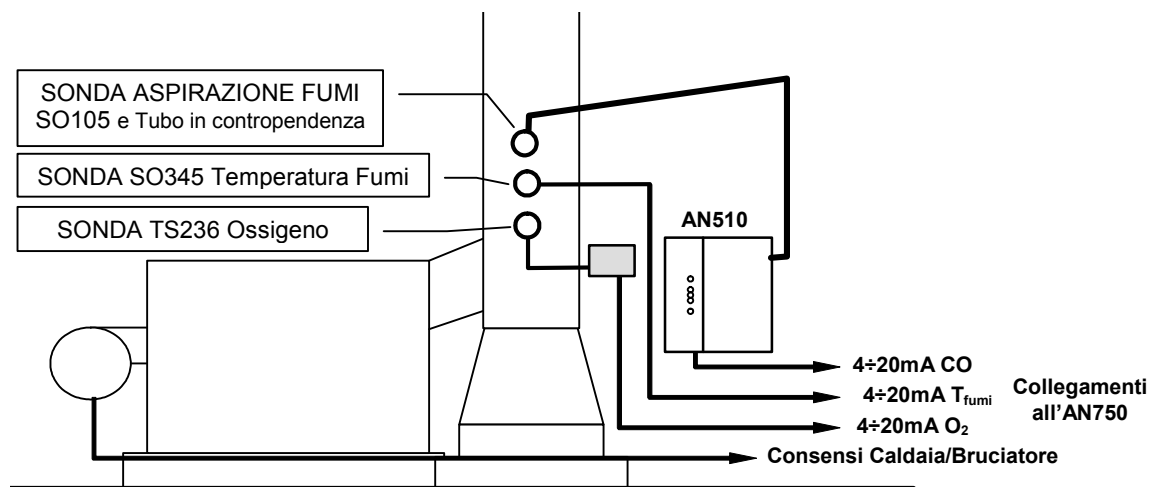 SONDA ASPIRAZIONE FUMI
SO105 e Tubo in contropendenza
SONDA SO345 Temperatura Fumi
SONDA TS236 Ossigeno
AN510
4÷20mA CO
4÷20mA Tfumi
4÷20mA O₂
Collegamenti
all'AN750
Consensi Caldaia/Bruciatore